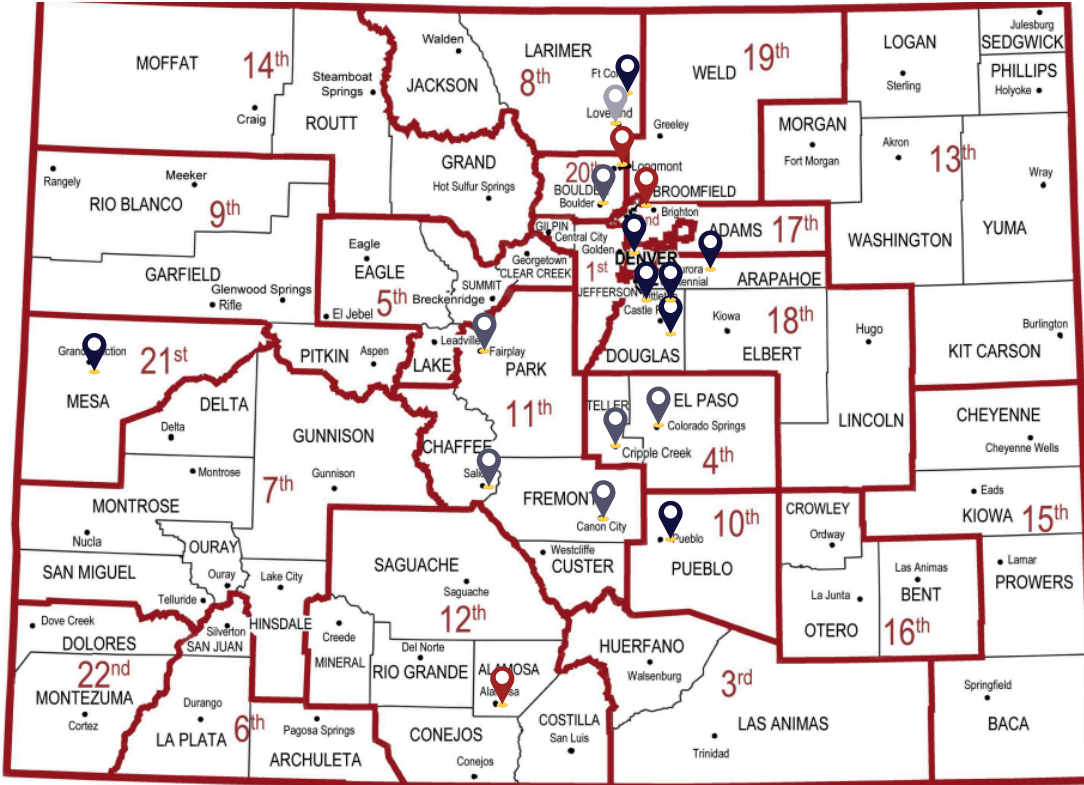 MOFFAT
14th
Craig
Steamboat
Springs
ROUTT
Walden
JACKSON
LARIMER
8th
Ft Co
Loveland
WELD
19th
Greeley
LOGAN
Sterling
Julesburg
SEDGWICK
PHILLIPS
Holyoke
MORGAN
Fort Morgan
Akron
13th
Wray
WASHINGTON
YUMA
Rangely
Meeker
RIO BLANCO
9th
GARFIELD
Glenwood Springs
Rifle
GRAND
Hot Sulfur Springs
20th
Longmont
BOULDER
Boulder
BROOMFIELD
Brighton
nd
ADAMS
17th
GILPIN
Central City
Golden
DENVER
Georgetown
CLEAR CREEK
1st
JEFFERSON
Aurora
ARAPAHOE
Castle
DOUGLAS
Kiowa
18th
ELBERT
Eagle
EAGLE
5th
El Jebel
SUMMIT
Breckenridge
Hugo
LINCOLN
Burlington
KIT CARSON
Grand Junction
21st
MESA
PITKIN
Aspen
Leadville
LAKE
Fairplay
PARK
11th
DELTA
Delta
GUNNISON
Gunnison
7th
CHAFFEE
Salida
TELLER
Cripple Creek
EL PASO
Colorado Springs
4th
CHEYENNE
Cheyenne Wells
Montrose
MONTROSE
Nucla
FREMONT
Canon City
10th
Pueblo
PUEBLO
CROWLEY
Ordway
Eads
KIOWA
15th
OURAY
Ouray
SAN MIGUEL
Telluride
Lake City
HINSDALE
SAGUACHE
Saguache
12th
Westcliffe
CUSTER
La Junta
OTERO
Las Animas
BENT
16th
Lamar
PROWERS
Dove Creek
DOLORES
22nd
MONTEZUMA
Cortez
Silverton
SAN JUAN
Durango
LA PLATA
6th
Creede
MINERAL
Del Norte
RIO GRANDE
ALAMOSA
Alamosa
HUERFANO
Walsenburg
3rd
LAS ANIMAS
Trinidad
Springfield
BACA
Pagosa Springs
ARCHULETA
CONEJOS
Conejos
COSTILLA
San Luis